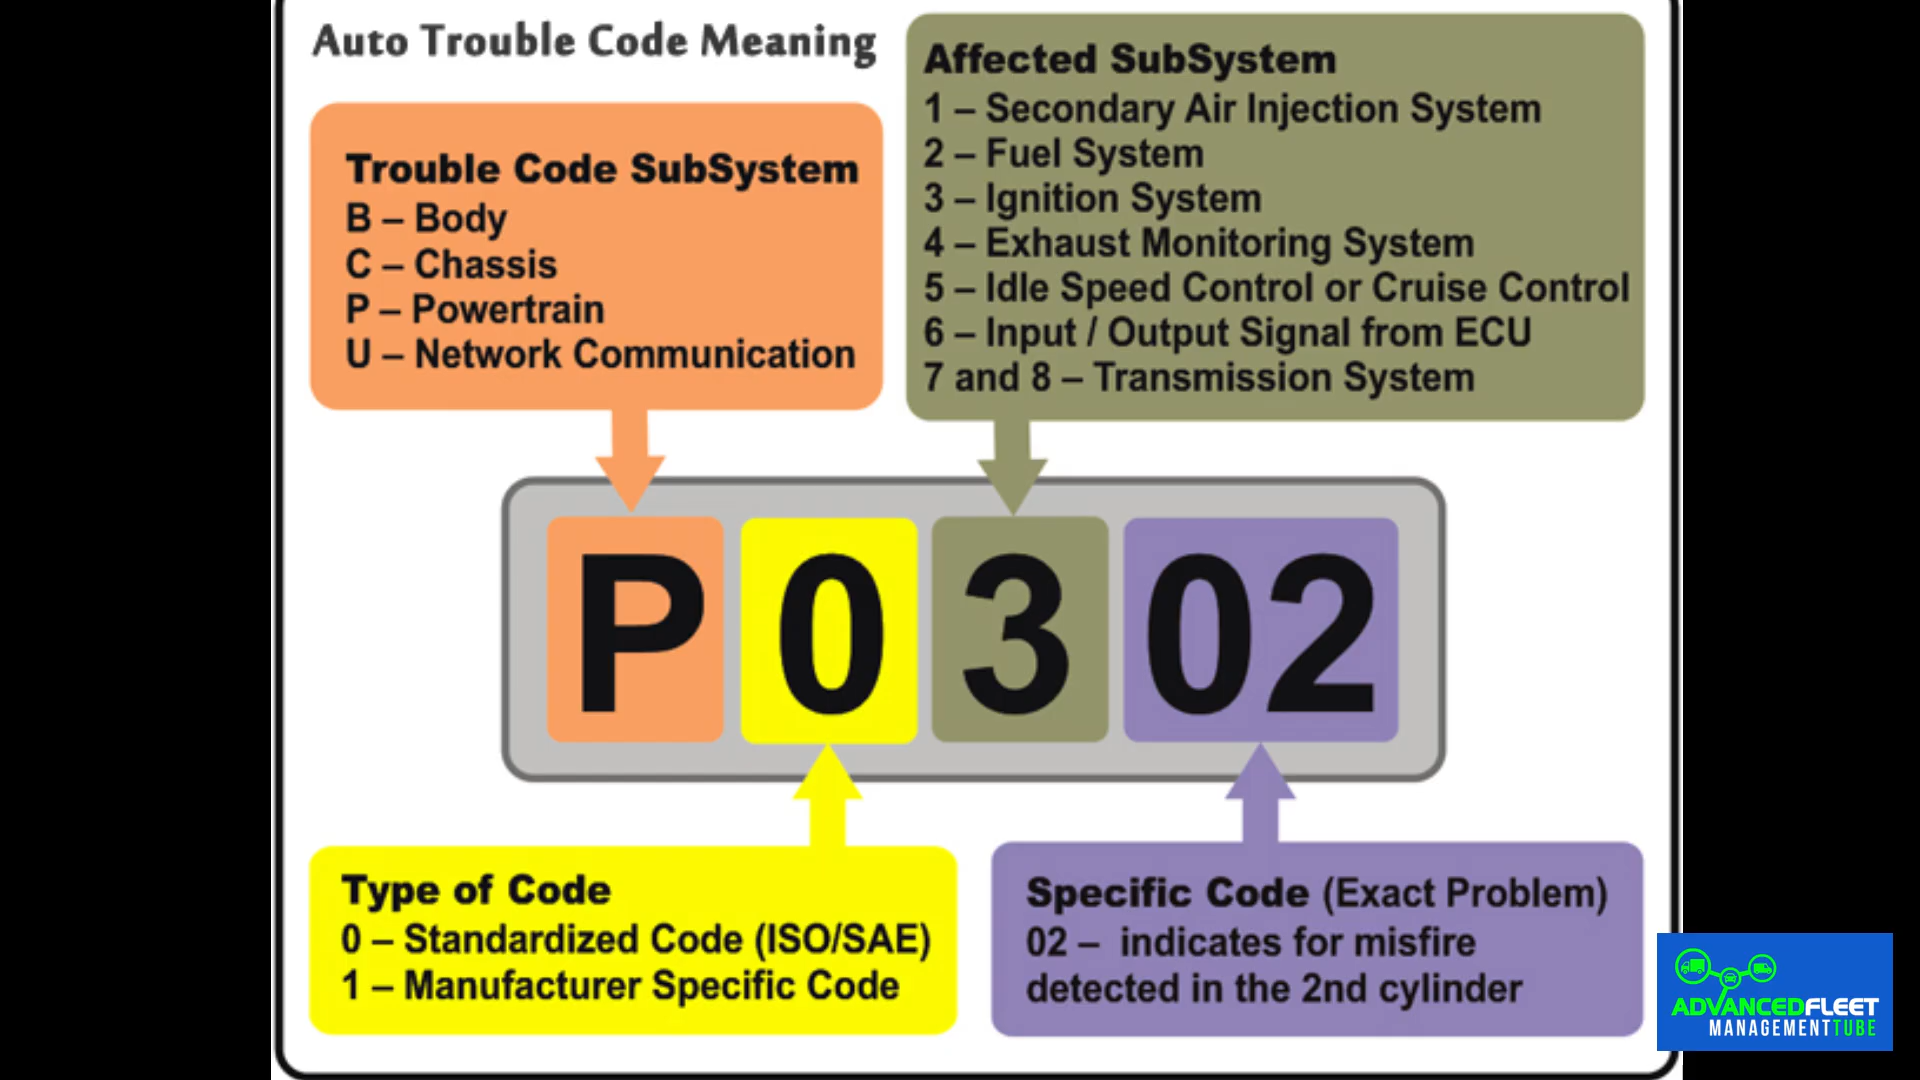 Auto Trouble Code Meaning
Trouble Code SubSystem
B – Body
C – Chassis
P – Powertrain
U – Network Communication
Affected SubSystem
1 – Secondary Air Injection System
2 – Fuel System
3 – Ignition System
4 – Exhaust Monitoring System
5 – Idle Speed Control or Cruise Control
6 – Input / Output Signal from ECU
7 and 8 – Transmission System
P 0 3 02
Type of Code
0 – Standardized Code (ISO/SAE)
1 – Manufacturer Specific Code
Specific Code (Exact Problem)
02 – indicates for misfire
detected in the 2nd cylinder
ADVANCEDFLEET
MANAGEMENTTUBE